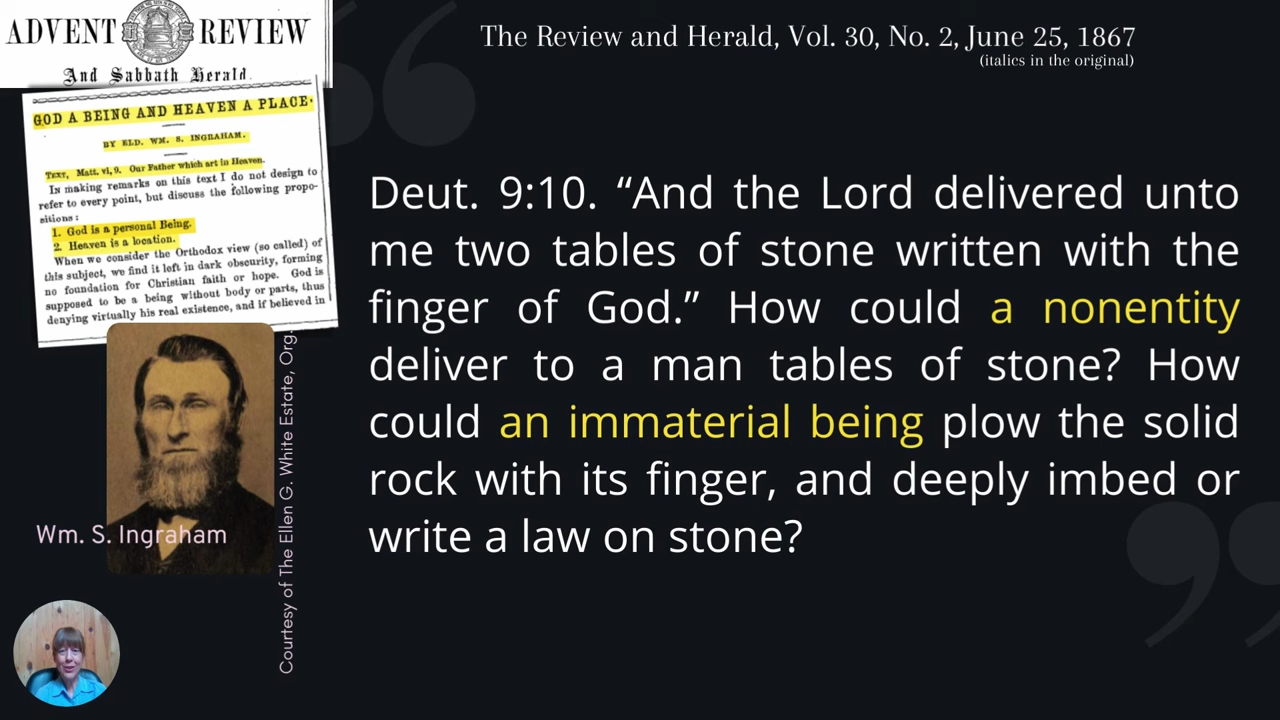 ADVENT REVIEW
And Sabbath Herald.
GOD A BEING AND HEAVEN A PLACE.
BY ELD. WM. S. INGRAHAM.
TEXT, Matt. vi, 9. Our Father which art in Heaven.
In making remarks on this text I do not design to
refer to every point, but discuss the following propo-
sitions:
1. God is a personal Being.
2. Heaven is a location.
When we consider the Orthodox view (so called) of
this subject, we find it left in dark obscurity, forming
no foundation for Christian faith or hope. God is
supposed to be a being without body or parts, thus
denying virtually his real existence, and if believed in
Wm. S. Ingraham
Courtesy of The Ellen G. White Estate, Org.
The Review and Herald, Vol. 30, No. 2, June 25, 1867
(italics in the original)
Deut. 9:10. “And the Lord delivered unto
me two tables of stone written with the
finger of God.” How could a nonentity
deliver to a man tables of stone? How
could an immaterial being plow the solid
rock with its finger, and deeply imbed or
write a law on stone?